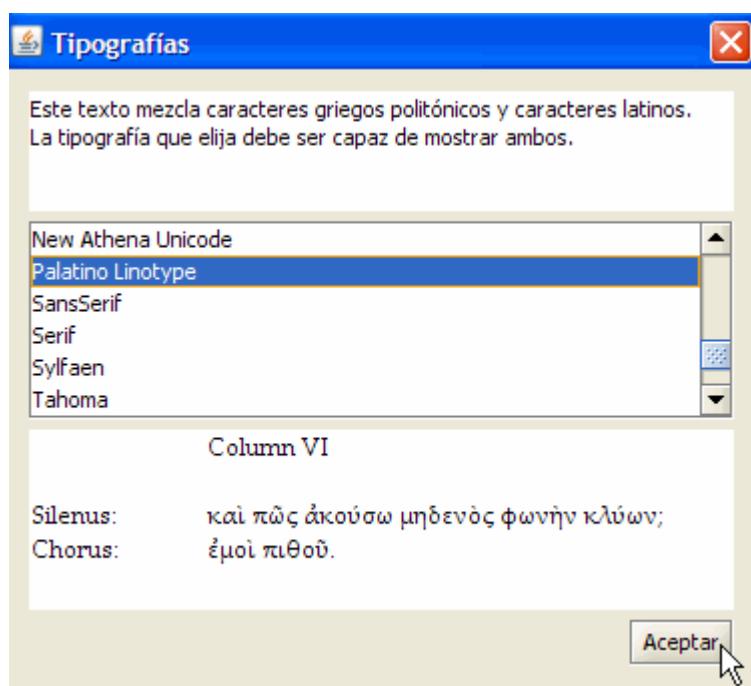 Tipografías
Este texto mezcla caracteres griegos politónicos y caracteres latinos.
La tipografía que elija debe ser capaz de mostrar ambos.
New Athena Unicode
Palatino Linotype
SansSerif
Serif
Sylfaen
Tahoma
Column VI
Silenus: καὶ πῶς ἀκούσω μηδενὸς φωνὴν κλύων;
Chorus: ἐμοὶ πιθοῦ.
Aceptar